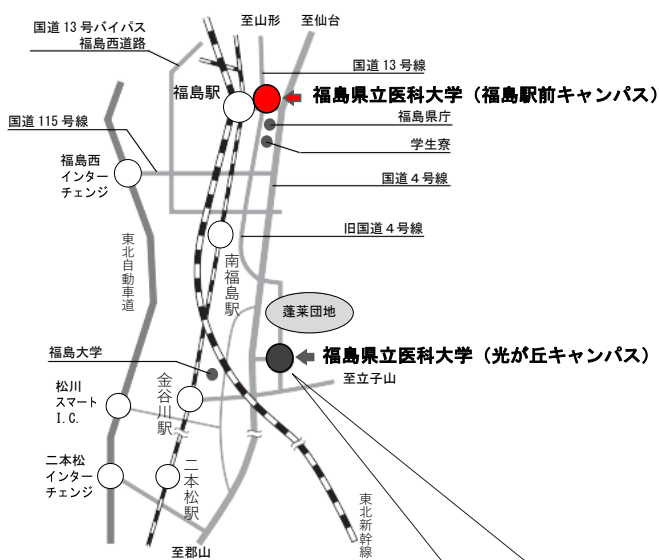 至山形
至仙台
国道13号バイパス
福島西道路
国道13号線
福島駅
福島県立医科大学（福島駅前キャンパス）
福島県庁
国道115号線
学生寮
福島西
インター
チェンジ
国道４号線
旧国道４号線
東北自動車道
南福島駅
蓬莱団地
福島大学
福島県立医科大学（光が丘キャンパス）
至立子山
松川
スマート
I.C.
金谷川駅
二本松
インター
チェンジ
二本松駅
東北新幹線
至郡山